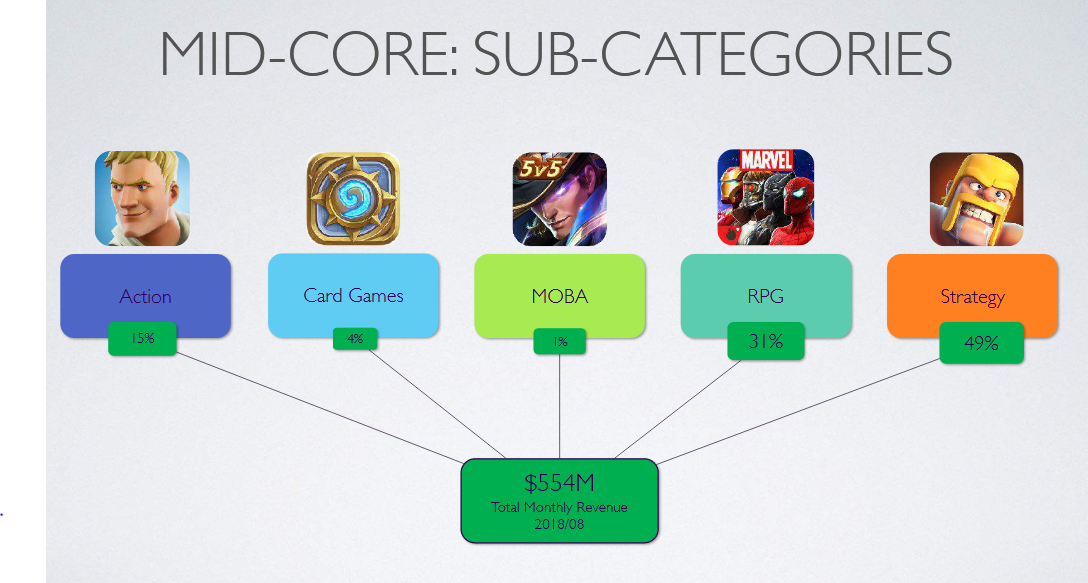 MID-CORE: SUB-CATEGORIES
5v5
MARVEL
Action
Card Games
MOBA
RPG
Strategy
15%
4%
1%
31%
49%
$554M
Total Monthly Revenue
2018/08